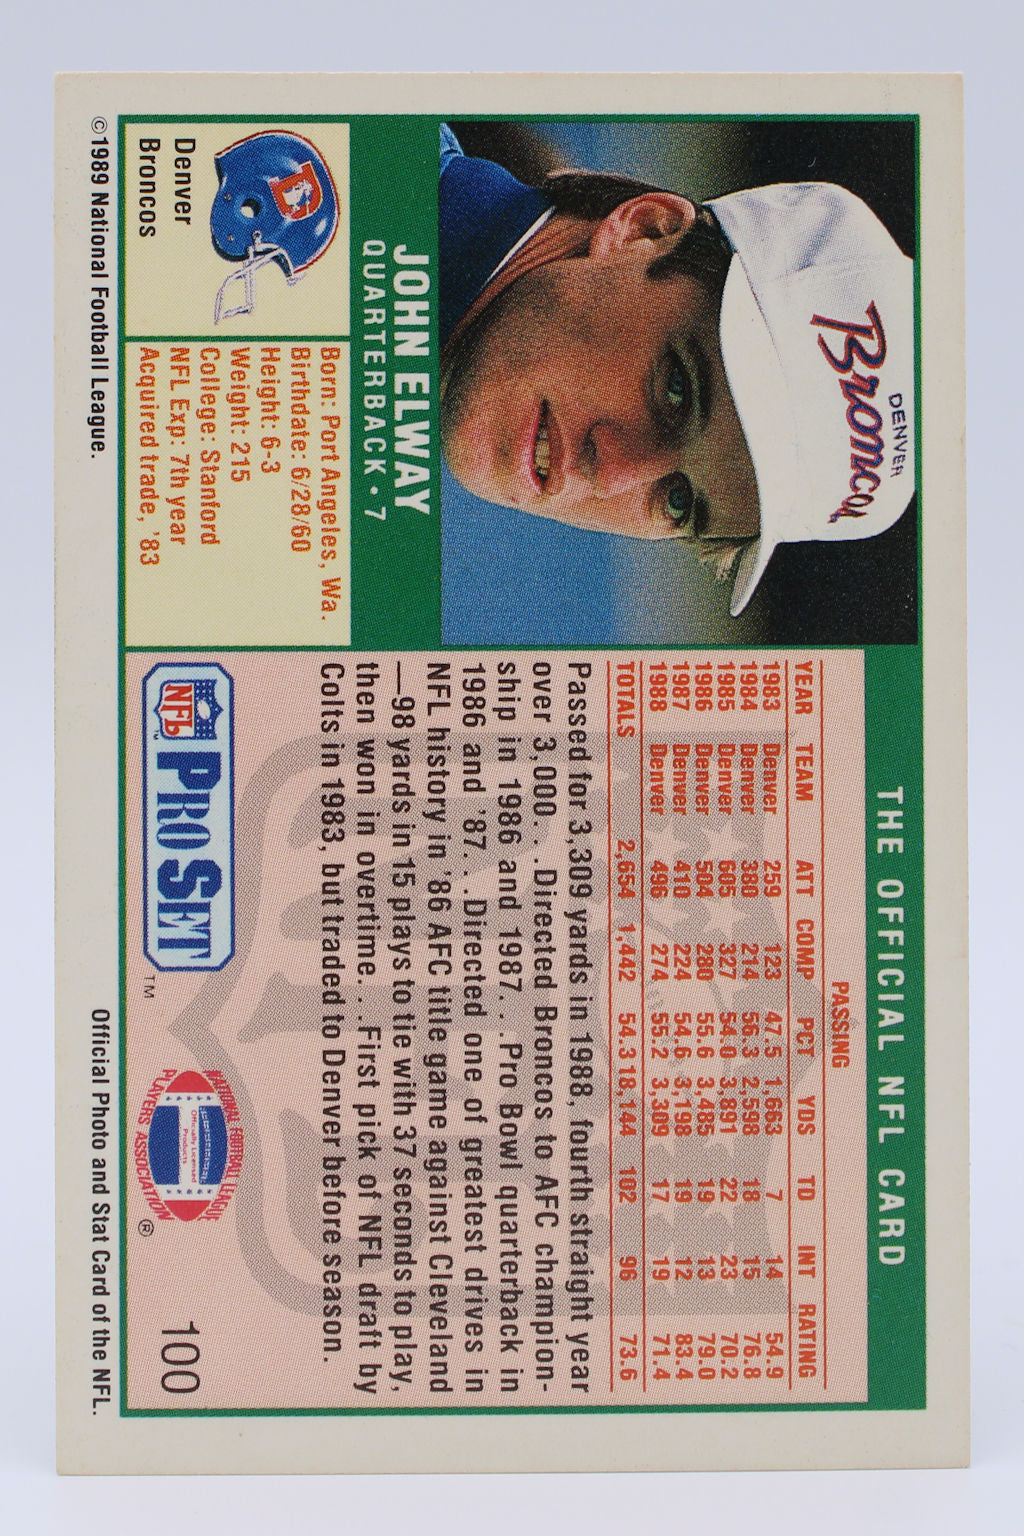 THE OFFICIAL NFL CARD
DENVER
Broncos
JOHN ELWAY
QUARTERBACK • 7
Denver
Broncos
Born: Port Angeles, Wa.
Birthdate: 6/28/60
Height: 6-3
Weight: 215
College: Stanford
NFL Exp: 7th year
Acquired trade, '83
PASSING
YEAR TEAM ATT COMP PCT YDS TD INT RATING
1983 Denver 259 123 47.5 1,663 7 14 54.9
1984 Denver 380 214 56.3 2,598 18 15 76.8
1985 Denver 605 327 54.0 3,891 22 23 70.2
1986 Denver 504 280 55.6 3,485 19 13 79.0
1987 Denver 410 224 54.6 3,198 19 12 83.4
1988 Denver 496 274 55.2 3,309 17 19 71.4
TOTALS 2,654 1,442 54.3 18,144 102 96 73.6
Passed for 3,309 yards in 1988, fourth straight year
over 3,000. . .Directed Broncos to AFC champion-
ship in 1986 and 1987. . .Pro Bowl quarterback in
1986 and '87. . .Directed one of greatest drives in
NFL history in '86 AFC title game against Cleveland
—98 yards in 15 plays to tie with 37 seconds to play,
then won in overtime. . .First pick of NFL draft by
Colts in 1983, but traded to Denver before season.
NFL PRO SET TM
NATIONAL FOOTBALL LEAGUE
Officially Licensed
Products
PLAYERS ASSOCIATION ®
100
©1989 National Football League.
Official Photo and Stat Card of the NFL.